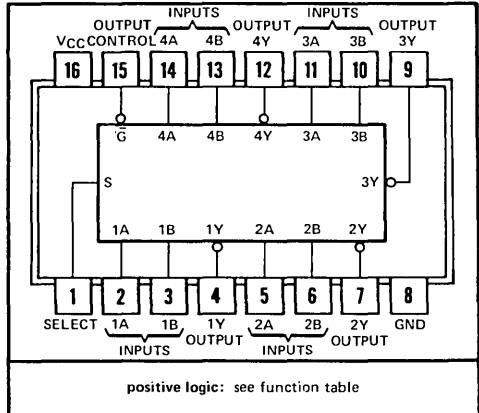 OUTPUT INPUTS OUTPUT INPUTS OUTPUT
VCC CONTROL 4A 4B 4Y 3A 3B 3Y
16 15 14 13 12 11 10 9
G̅ 4A 4B 4Y 3A 3B
S 3Y
1A 1B 1Y 2A 2B 2Y
1 2 3 4 5 6 7 8
SELECT 1A 1B 1Y 2A 2B 2Y GND
INPUTS OUTPUT INPUTS OUTPUT
positive logic: see function table